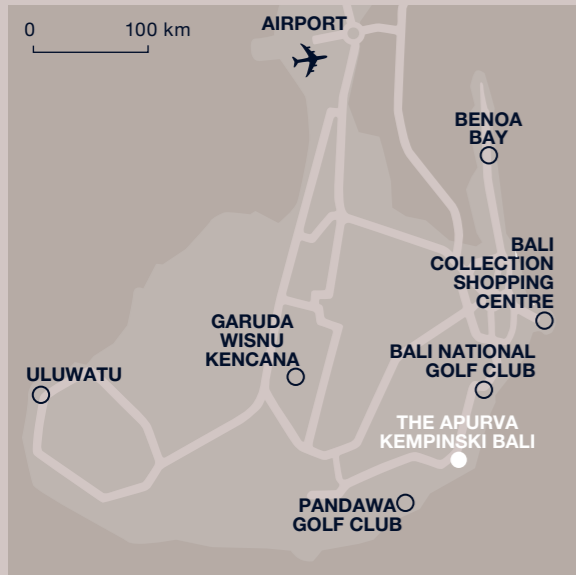 0 100 km
AIRPORT
BENOA
BAY
BALI
COLLECTION
SHOPPING
CENTRE
GARUDA
WISNU
KENCANA
BALI NATIONAL
GOLF CLUB
ULUWATU
THE APURVA
KEMPINSKI BALI
PANDAWA
GOLF CLUB